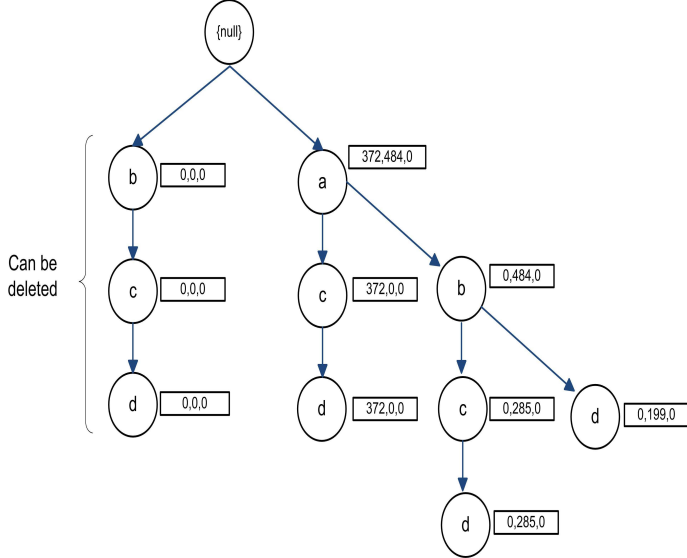 {null}
b
0,0,0
a
372,484,0
Can be
deleted
c
0,0,0
c
372,0,0
b
0,484,0
d
0,0,0
d
372,0,0
c
0,285,0
d
0,199,0
d
0,285,0